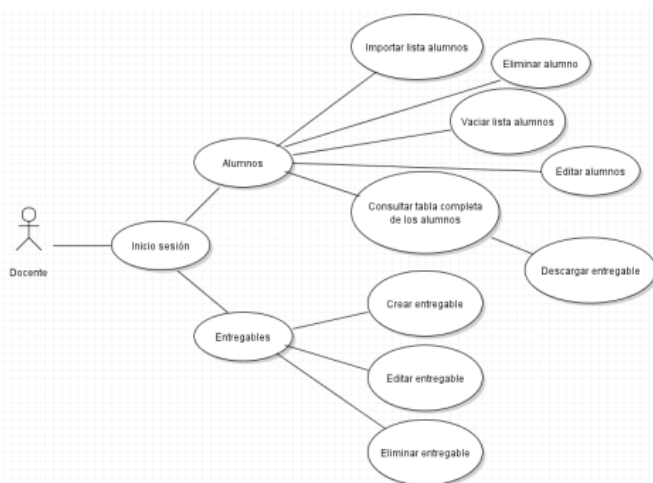 Importar lista alumnos
Eliminar alumno
Vaciar lista alumnos
Alumnos
Editar alumnos
Consultar tabla completa
de los alumnos
Inicio sesión
Docente
Descargar entregable
Crear entregable
Entregables
Editar entregable
Eliminar entregable